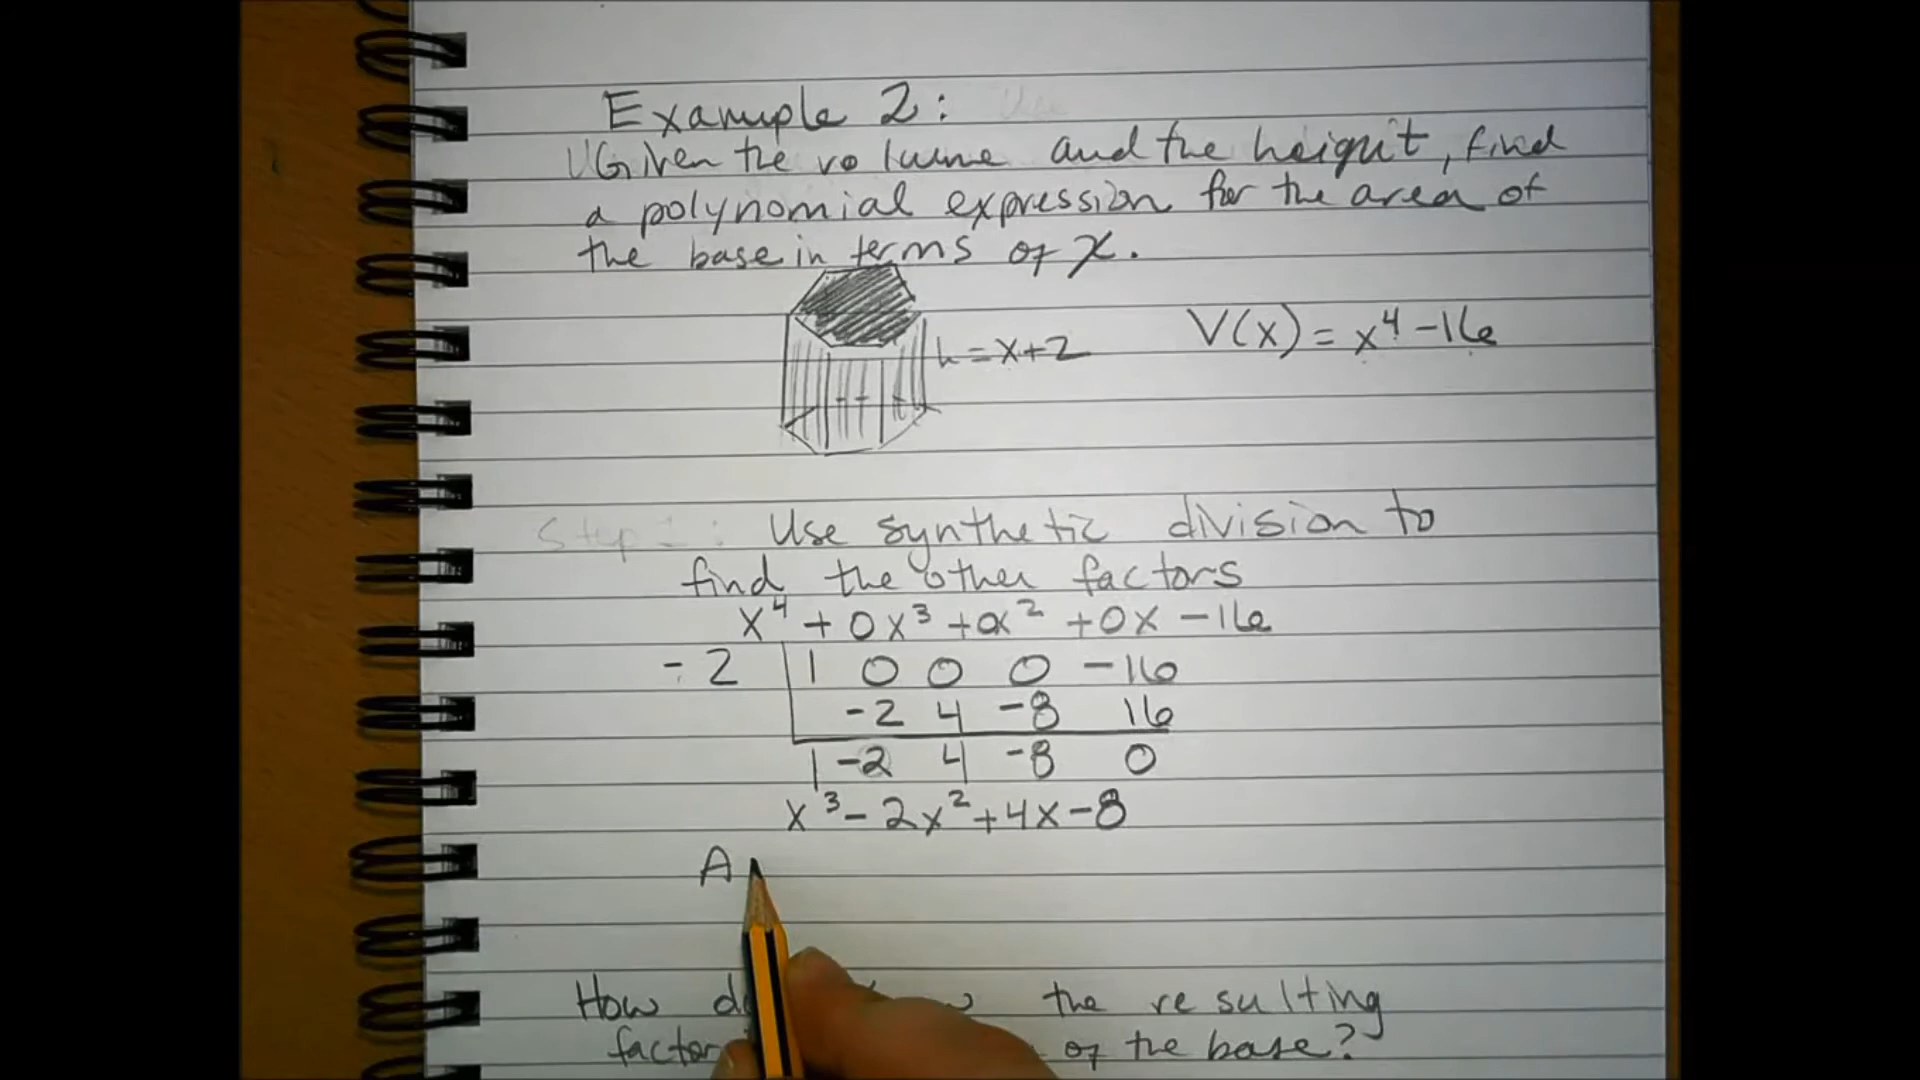 Example 2:
Given the volume and the height, find
a polynomial expression for the area of
the base in terms of x.
h = x+2
V(x) = x⁴ - 16
Step 1: Use synthetic division to
find the other factors
x⁴ + 0x³ + 0x² + 0x - 16
-2 | 1 0 0 0 -16
-2 4 -8 16
1 -2 4 -8 0
x³ - 2x² + 4x - 8
A
How the resulting
factor of the base?